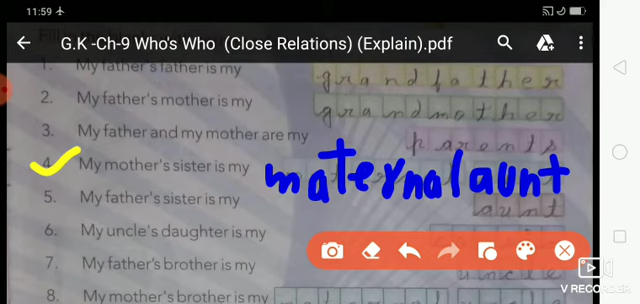 11:59
G.K -Ch-9 Who's Who (Close Relations) (Explain).pdf
1. My father's father is my grandfather
2. My father's mother is my grandmother
3. My father and my mother are my parents
4. My mother's sister is my maternal aunt
5. My father's sister is my aunt
6. My uncle's daughter is my
7. My father's brother is my uncle
8. My mother's brother is my
V RECORDER